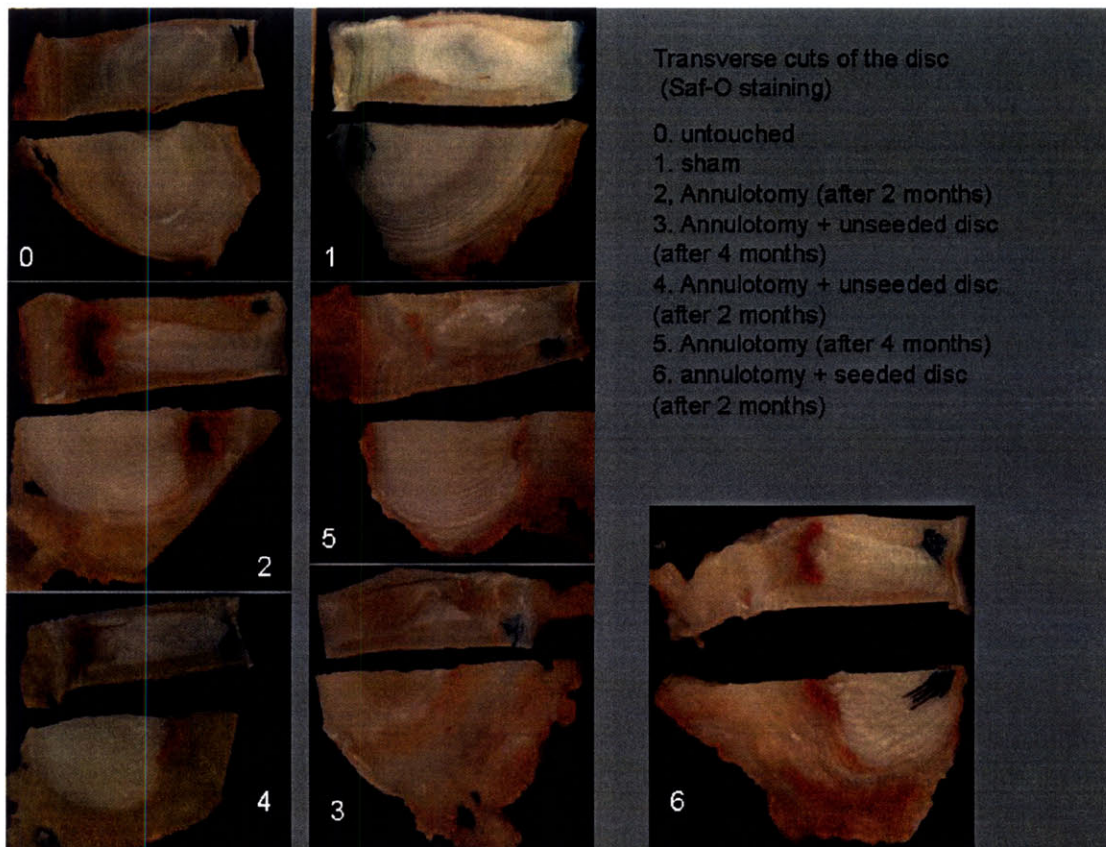 Transverse cuts of the disc
(Saf-O staining)
0. untouched
1. sham
2, Annulotomy (after 2 months)
3. Annulotomy + unseeded disc
(after 4 months)
4. Annulotomy + unseeded disc
(after 2 months)
5. Annulotomy (after 4 months)
6. annulotomy + seeded disc
(after 2 months)
0
1
2
5
4
3
6